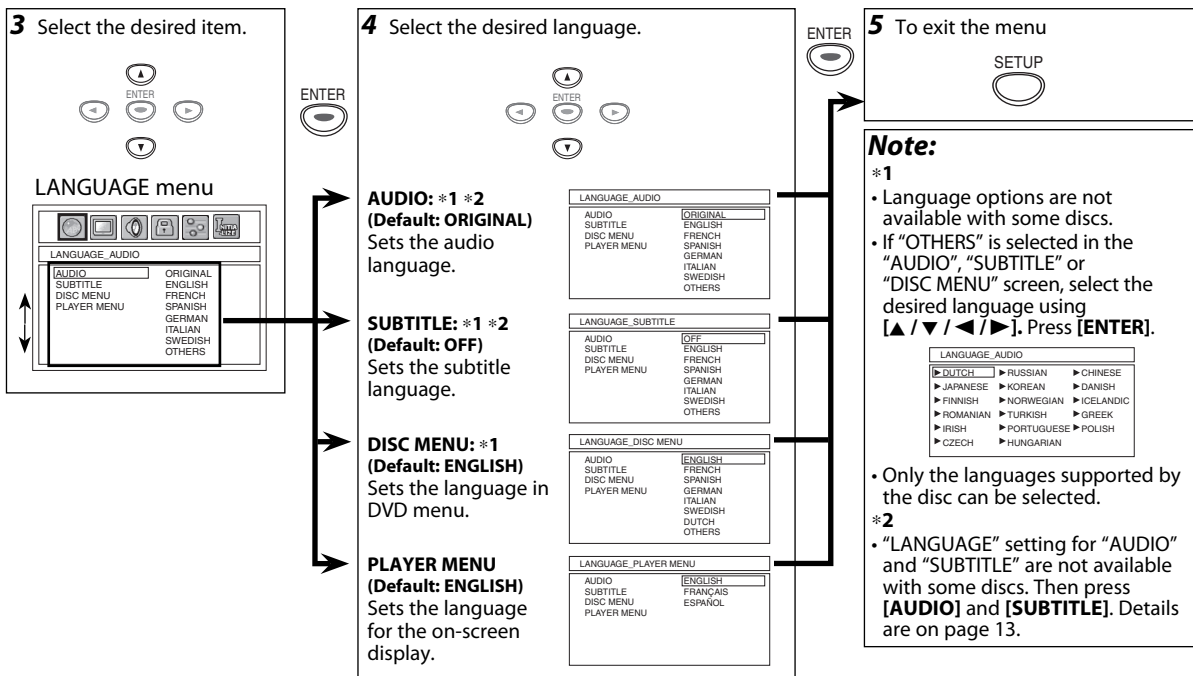 3 Select the desired item.
ENTER
ENTER
LANGUAGE menu
INITIA
LIZE
LANGUAGE_AUDIO
AUDIO ORIGINAL
SUBTITLE ENGLISH
DISC MENU FRENCH
PLAYER MENU SPANISH
GERMAN
ITALIAN
SWEDISH
OTHERS
4 Select the desired language.
ENTER
ENTER
AUDIO: *1 *2
(Default: ORIGINAL)
Sets the audio
language.
LANGUAGE_AUDIO
AUDIO ORIGINAL
SUBTITLE ENGLISH
DISC MENU FRENCH
PLAYER MENU SPANISH
GERMAN
ITALIAN
SWEDISH
OTHERS
SUBTITLE: *1 *2
(Default: OFF)
Sets the subtitle
language.
LANGUAGE_SUBTITLE
AUDIO OFF
SUBTITLE ENGLISH
DISC MENU FRENCH
PLAYER MENU SPANISH
GERMAN
ITALIAN
SWEDISH
OTHERS
DISC MENU: *1
(Default: ENGLISH)
Sets the language in
DVD menu.
LANGUAGE_DISC MENU
AUDIO ENGLISH
SUBTITLE FRENCH
DISC MENU SPANISH
PLAYER MENU GERMAN
ITALIAN
SWEDISH
DUTCH
OTHERS
PLAYER MENU
(Default: ENGLISH)
Sets the language
for the on-screen
display.
LANGUAGE_PLAYER MENU
AUDIO ENGLISH
SUBTITLE FRANÇAIS
DISC MENU ESPAÑOL
PLAYER MENU
5 To exit the menu
SETUP
Note:
*1
• Language options are not
available with some discs.
• If “OTHERS” is selected in the
“AUDIO”, “SUBTITLE” or
“DISC MENU” screen, select the
desired language using
[▲ / ▼ / ◀ / ▶]. Press [ENTER].
LANGUAGE_AUDIO
▶DUTCH ▶RUSSIAN ▶CHINESE
▶JAPANESE ▶KOREAN ▶DANISH
▶FINNISH ▶NORWEGIAN ▶ICELANDIC
▶ROMANIAN ▶TURKISH ▶GREEK
▶IRISH ▶PORTUGUESE ▶POLISH
▶CZECH ▶HUNGARIAN
• Only the languages supported by
the disc can be selected.
*2
• “LANGUAGE” setting for “AUDIO”
and “SUBTITLE” are not available
with some discs. Then press
[AUDIO] and [SUBTITLE]. Details
are on page 13.